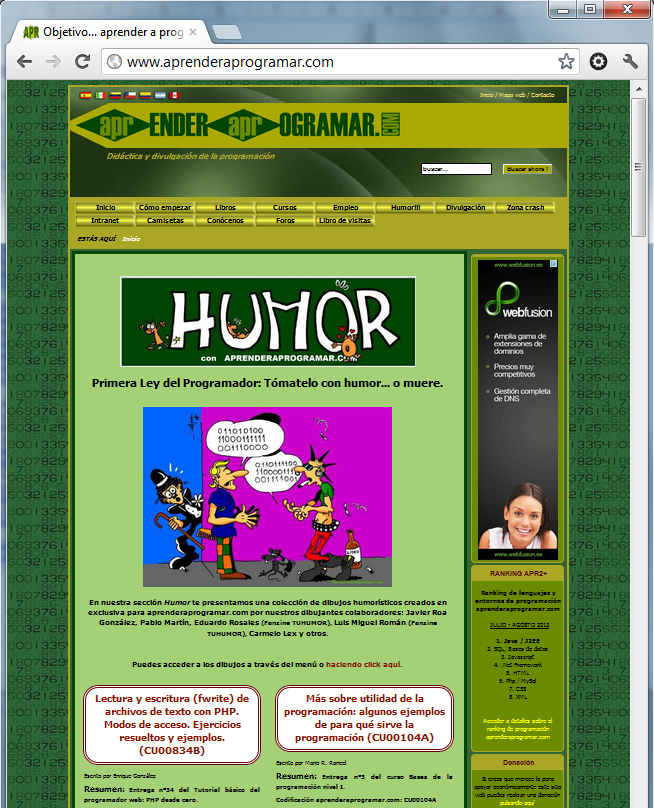 Objetivo... aprender a prog
www.aprenderaprogramar.com
Inicio / Mapa web / Contacto
aprENDERaprOGRAMAR.COM
Didáctica y divulgación de la programación
buscar...
Buscar ahora !
Inicio Cómo empezar Libros Cursos Empleo Humor!!! Divulgación Zona crash
Intranet Camisetas Conócenos Foros Libro de visitas
ESTÁS AQUÍ Inicio
HUMOR
con APRENDERAPROGRAMAR.COM
Primera Ley del Programador: Tómatelo con humor... o muere.
011010100
11000111111
001110000
0110111100
110000111
00111100
En nuestra sección Humor te presentamos una colección de dibujos humorísticos creados en
exclusiva para aprenderaprogramar.com por nuestros dibujantes colaboradores: Javier Roa
González, Pablo Martín, Eduardo Rosales (Fanzine TUHUMOR), Luis Miguel Román (Fanzine
TUHUMOR), Carmelo Lex y otros.
Puedes acceder a los dibujos a través del menú o haciendo click aquí.
Lectura y escritura (fwrite) de
archivos de texto con PHP.
Modos de acceso. Ejercicios
resueltos y ejemplos.
(CU00834B)
Escrito por Enrique González
Resumen: Entrega nº34 del Tutorial básico del
programador web: PHP desde cero.
Más sobre utilidad de la
programación: algunos ejemplos
de para qué sirve la
programación (CU00104A)
Escrito por Mario R. Rancel
Resumen: Entrega nº3 del curso Bases de la
programación nivel I.
Codificación aprenderaprogramar.com: CU00104A
www.webfusion.es
webfusion
Amplia gama de
extensiones de
dominios
Precios muy
competitivos
Gestión completa
de DNS
www.webfusion.es
RANKING APR2+
Ranking de lenguajes y
entornos de programación
aprenderaprogramar.com
JULIO - AGOSTO 2012
1. Java / J2EE
2. SQL, Bases de datos
3. Javascript
4. .Net Framework
5. HTML
6. Php / MySql
7. CSS
8. XML
Acceder a detalles sobre el
ranking de programación
aprenderaprogramar.com
Donación
Si crees que merece la pena
apoyar económicamente este sitio
web puedes realizar una donación
pulsando aquí